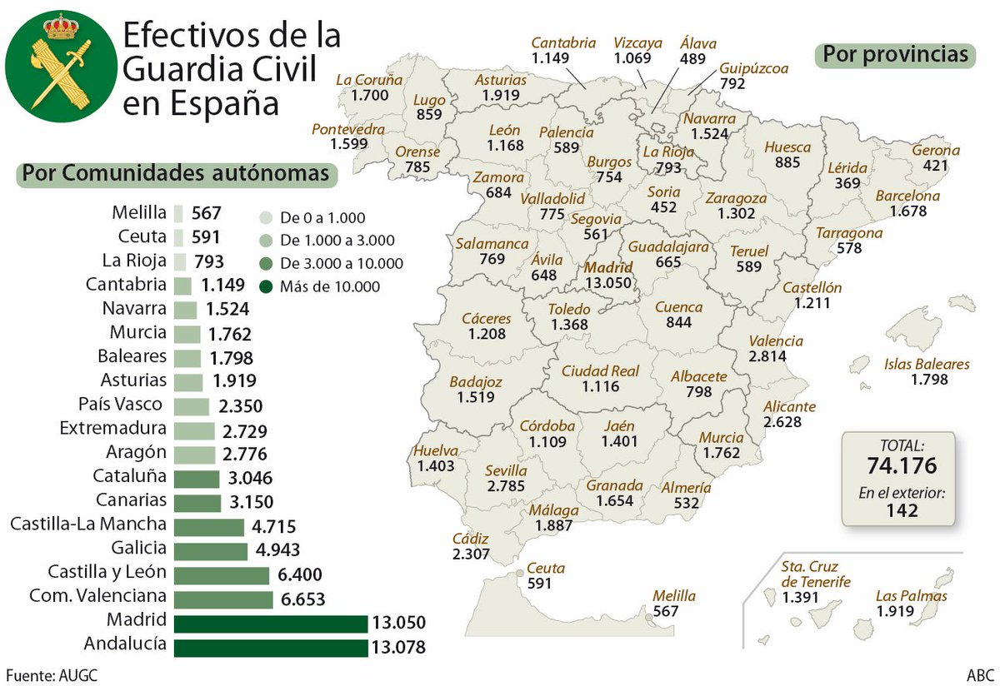 Efectivos de la
Guardia Civil
en España
Por Comunidades autónomas
Melilla 567
Ceuta 591
La Rioja 793
Cantabria 1.149
Navarra 1.524
Murcia 1.762
Baleares 1.798
Asturias 1.919
País Vasco 2.350
Extremadura 2.729
Aragón 2.776
Cataluña 3.046
Canarias 3.150
Castilla-La Mancha 4.715
Galicia 4.943
Castilla y León 6.400
Com. Valenciana 6.653
Madrid 13.050
Andalucía 13.078
De 0 a 1.000
De 1.000 a 3.000
De 3.000 a 10.000
Más de 10.000
Por provincias
Cantabria
1.149
Vizcaya
1.069
Álava
489
Guipúzcoa
792
La Coruña
1.700
Lugo
859
Asturias
1.919
Navarra
1.524
Pontevedra
1.599
Orense
785
León
1.168
Palencia
589
Burgos
754
La Rioja
793
Huesca
885
Lérida
369
Gerona
421
Barcelona
1.678
Zamora
684
Valladolid
775
Soria
452
Zaragoza
1.302
Segovia
561
Tarragona
578
Salamanca
769
Ávila
648
Madrid
13.050
Guadalajara
665
Teruel
589
Castellón
1.211
Cáceres
1.208
Toledo
1.368
Cuenca
844
Valencia
2.814
Islas Baleares
1.798
Badajoz
1.519
Ciudad Real
1.116
Albacete
798
Alicante
2.628
Córdoba
1.109
Jaén
1.401
Murcia
1.762
Huelva
1.403
Sevilla
2.785
Granada
1.654
Almería
532
Málaga
1.887
Cádiz
2.307
Ceuta
591
Melilla
567
TOTAL:
74.176
En el exterior:
142
Sta. Cruz
de Tenerife
1.391
Las Palmas
1.919
Fuente: AUGC
ABC